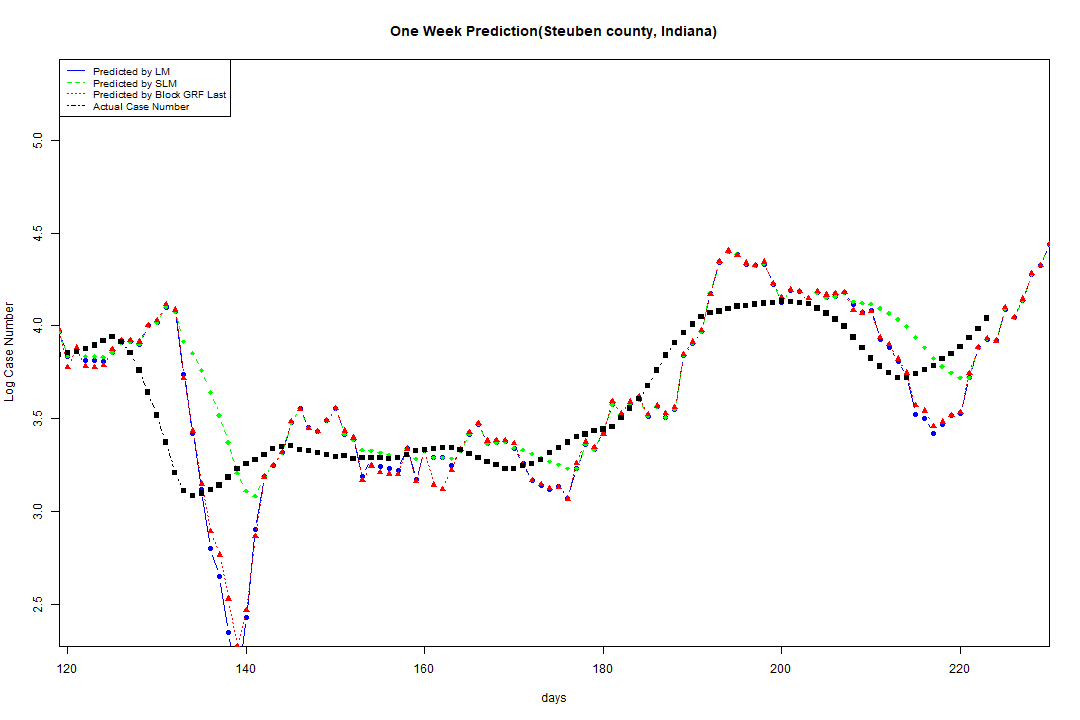 One Week Prediction(Steuben county, Indiana)
Predicted by LM
Predicted by SLM
Predicted by Block GRF Last
Actual Case Number
5.0
4.5
4.0
3.5
3.0
2.5
Log Case Number
120 140 160 180 200 220
days